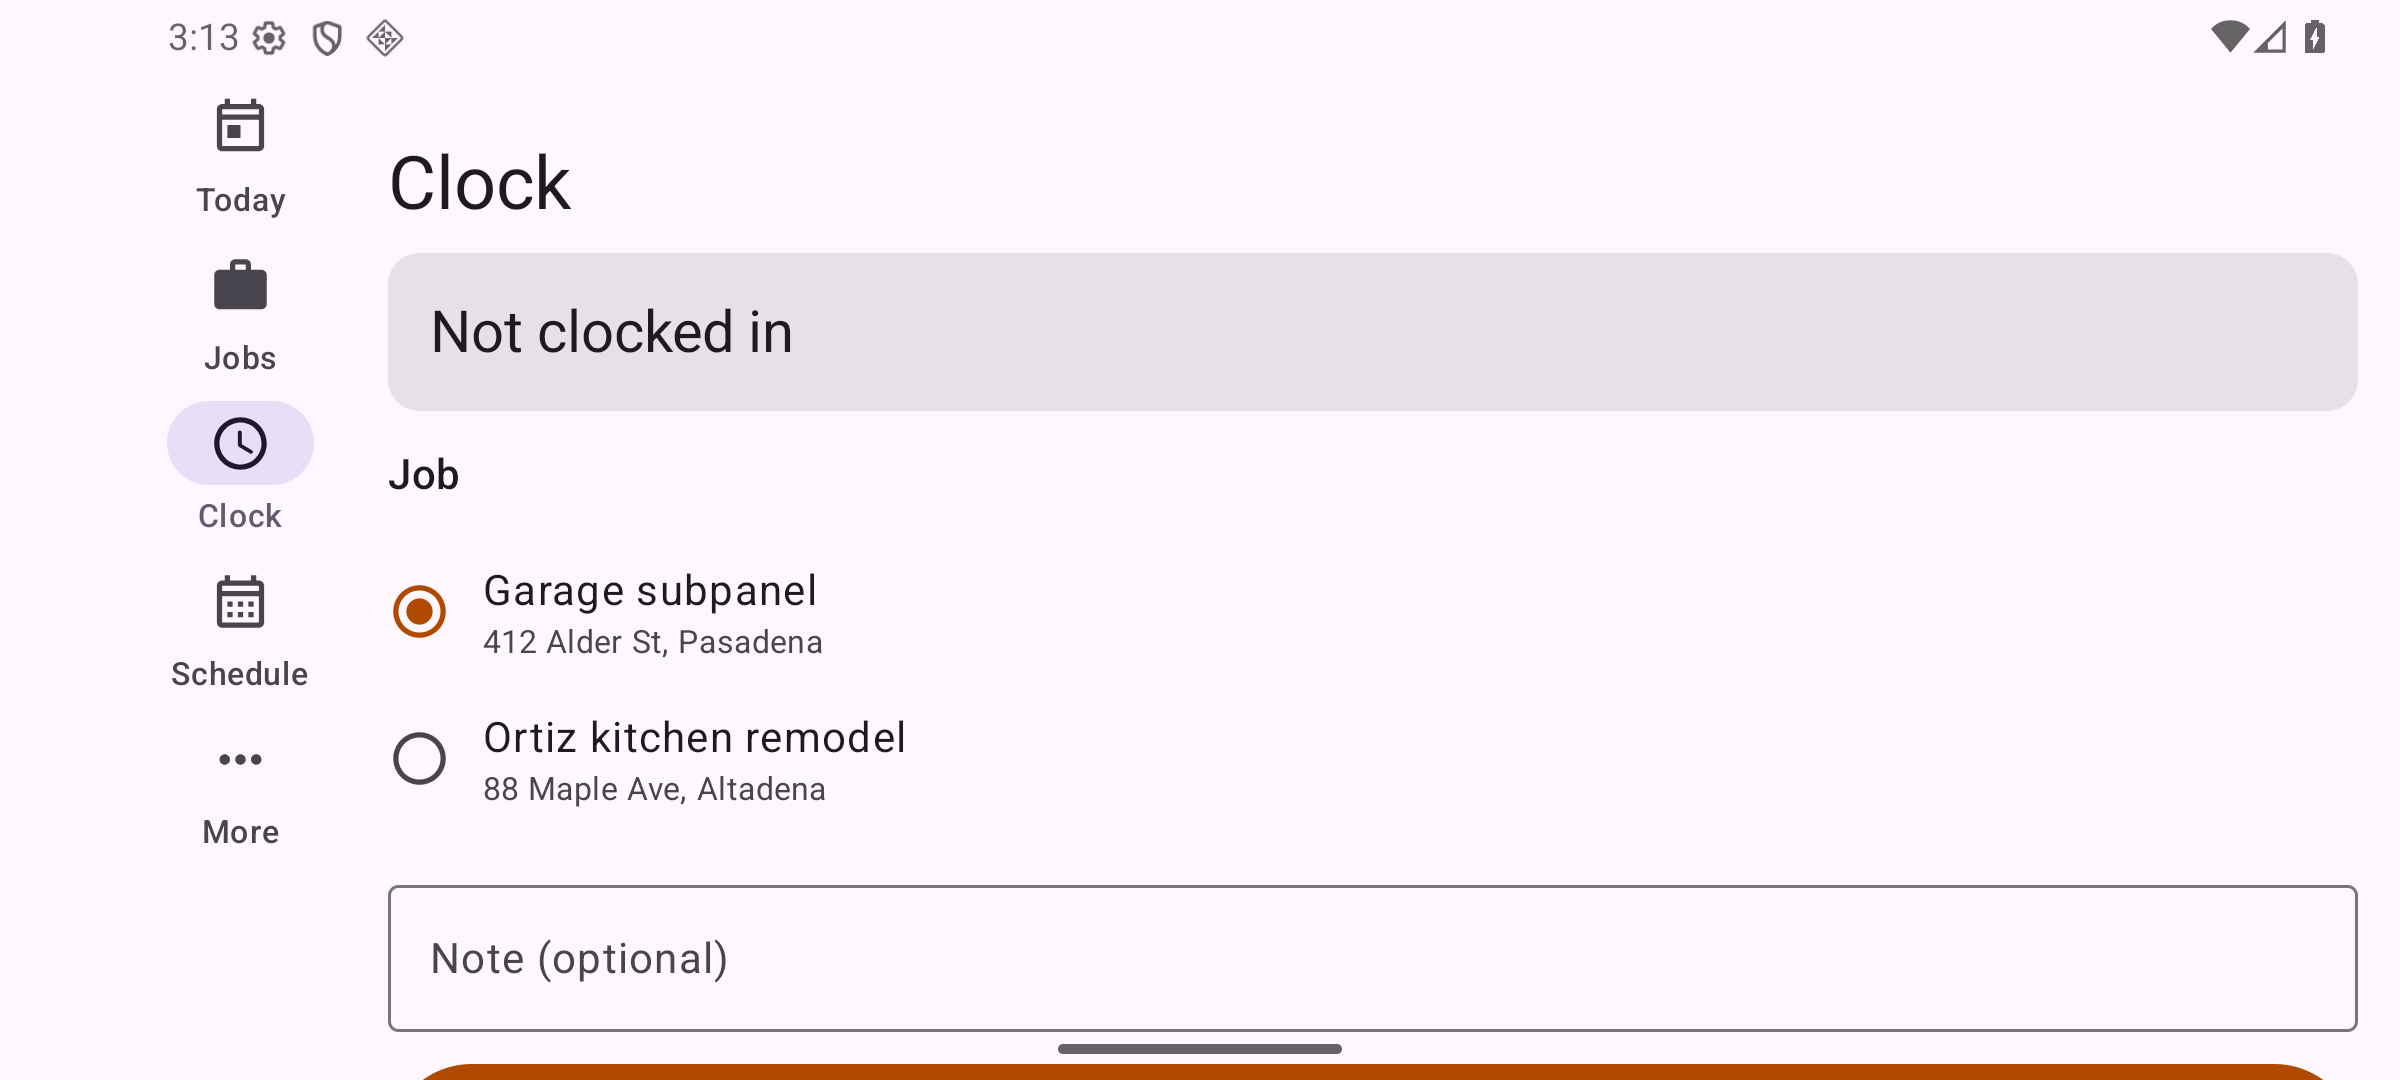 3:13
Today
Jobs
Clock
Schedule
More
Clock
Not clocked in
Job
Garage subpanel
412 Alder St, Pasadena
Ortiz kitchen remodel
88 Maple Ave, Altadena
Note (optional)